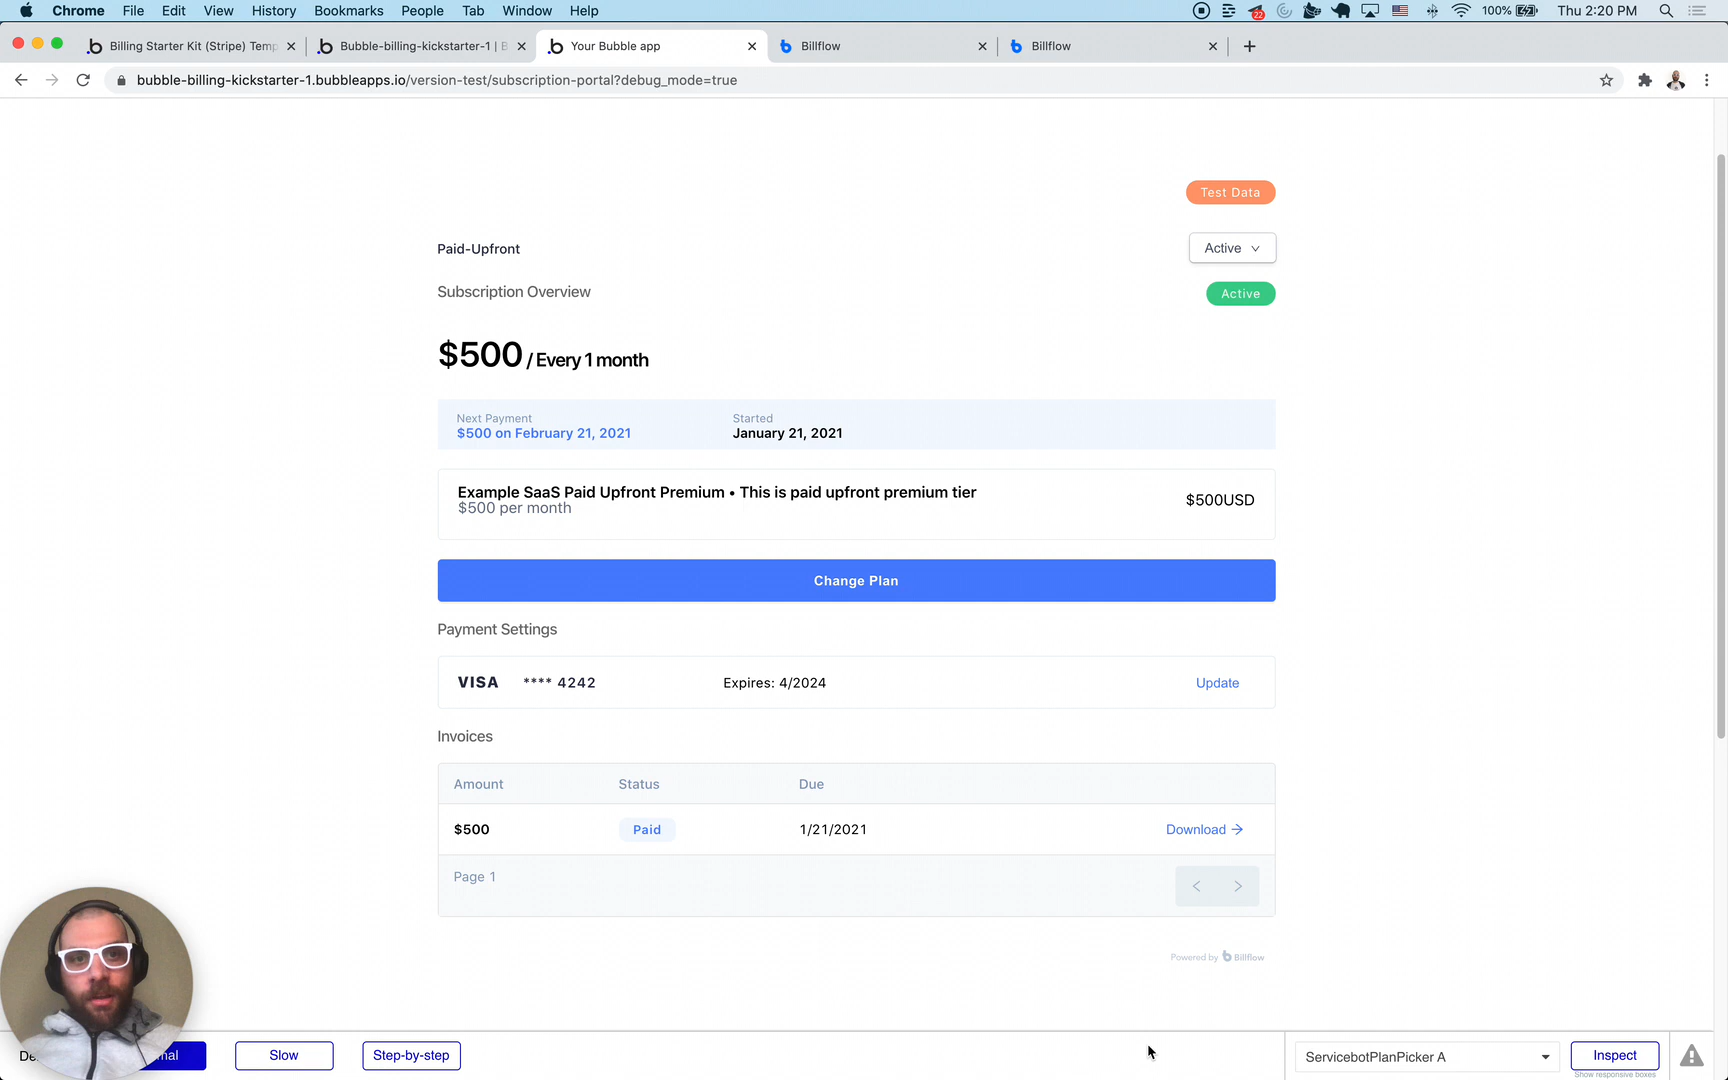 Chrome File Edit View History Bookmarks People Tab Window Help 22 100% Thu 2:20 PM
Billing Starter Kit (Stripe) Temp Bubble-billing-kickstarter-1 | B Your Bubble app Billflow Billflow
bubble-billing-kickstarter-1.bubbleapps.io/version-test/subscription-portal?debug_mode=true
Test Data
Paid-Upfront Active
Subscription Overview Active
$500 / Every 1 month
Next Payment Started
$500 on February 21, 2021 January 21, 2021
Example SaaS Paid Upfront Premium • This is paid upfront premium tier
$500 per month $500USD
Change Plan
Payment Settings
VISA **** 4242 Expires: 4/2024 Update
Invoices
Amount Status Due
$500 Paid 1/21/2021 Download →
Page 1 < >
Powered by Billflow
Slow Step-by-step ServicebotPlanPicker A Inspect
Show responsive boxes